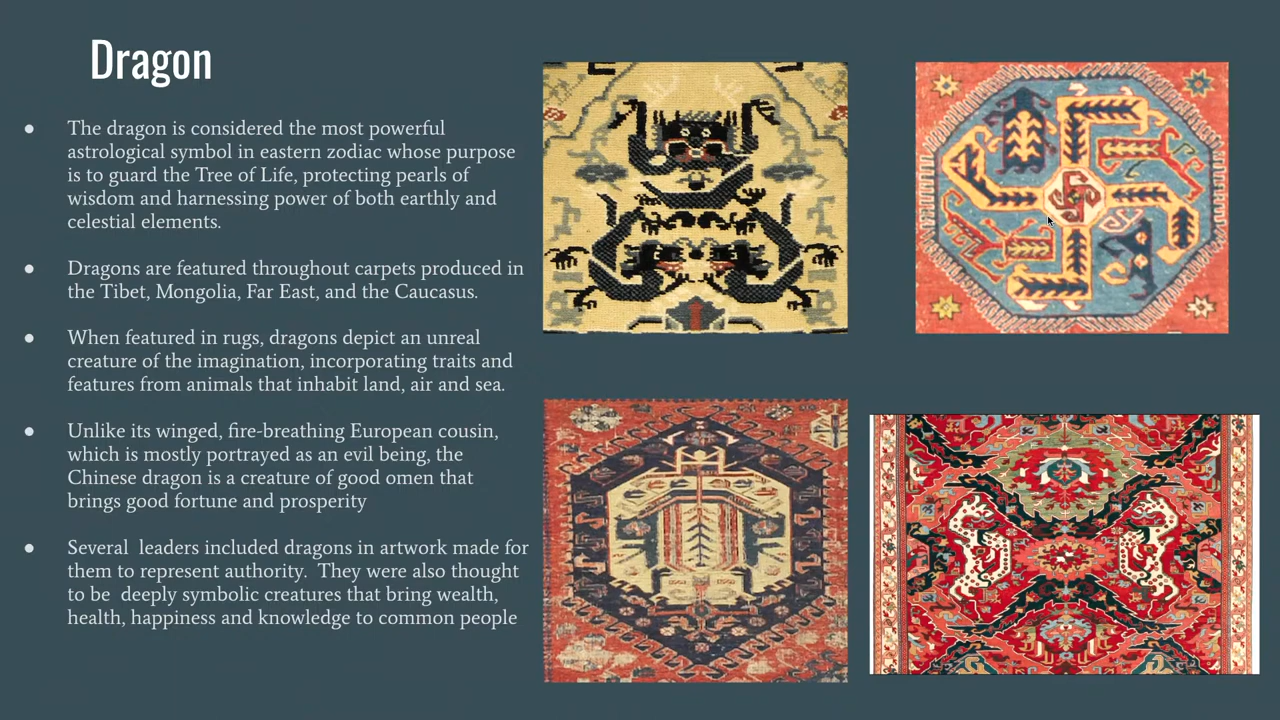 Dragon
● The dragon is considered the most powerful
astrological symbol in eastern zodiac whose purpose
is to guard the Tree of Life, protecting pearls of
wisdom and harnessing power of both earthly and
celestial elements.
● Dragons are featured throughout carpets produced in
the Tibet, Mongolia, Far East, and the Caucasus.
● When featured in rugs, dragons depict an unreal
creature of the imagination, incorporating traits and
features from animals that inhabit land, air and sea.
● Unlike its winged, fire-breathing European cousin,
which is mostly portrayed as an evil being, the
Chinese dragon is a creature of good omen that
brings good fortune and prosperity
● Several  leaders included dragons in artwork made for
them to represent authority.  They were also thought
to be  deeply symbolic creatures that bring wealth,
health, happiness and knowledge to common people